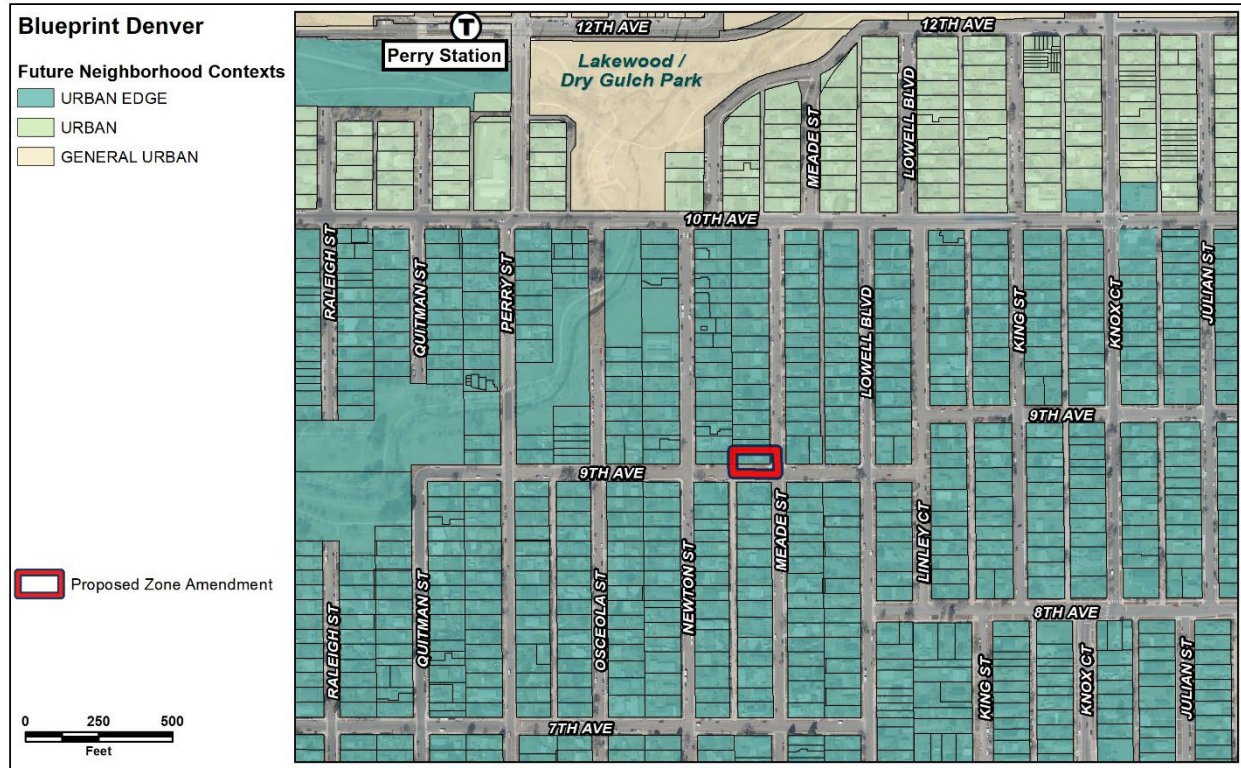 Blueprint Denver
Future Neighborhood Contexts
URBAN EDGE
URBAN
GENERAL URBAN
Proposed Zone Amendment
0 250 500
Feet
T
Perry Station
12TH AVE
12TH AVE
Lakewood /
Dry Gulch Park
MEADE ST
LOWELL BLVD
10TH AVE
RALEIGH ST
QUITMAN ST
PERRY ST
LOWELL BLVD
KING ST
KNOX CT
JULIAN ST
9TH AVE
9TH AVE
MEADE ST
LINLEY CT
RALEIGH ST
QUITMAN ST
OSCEOLA ST
NEWTON ST
8TH AVE
KING ST
KNOX CT
JULIAN ST
7TH AVE